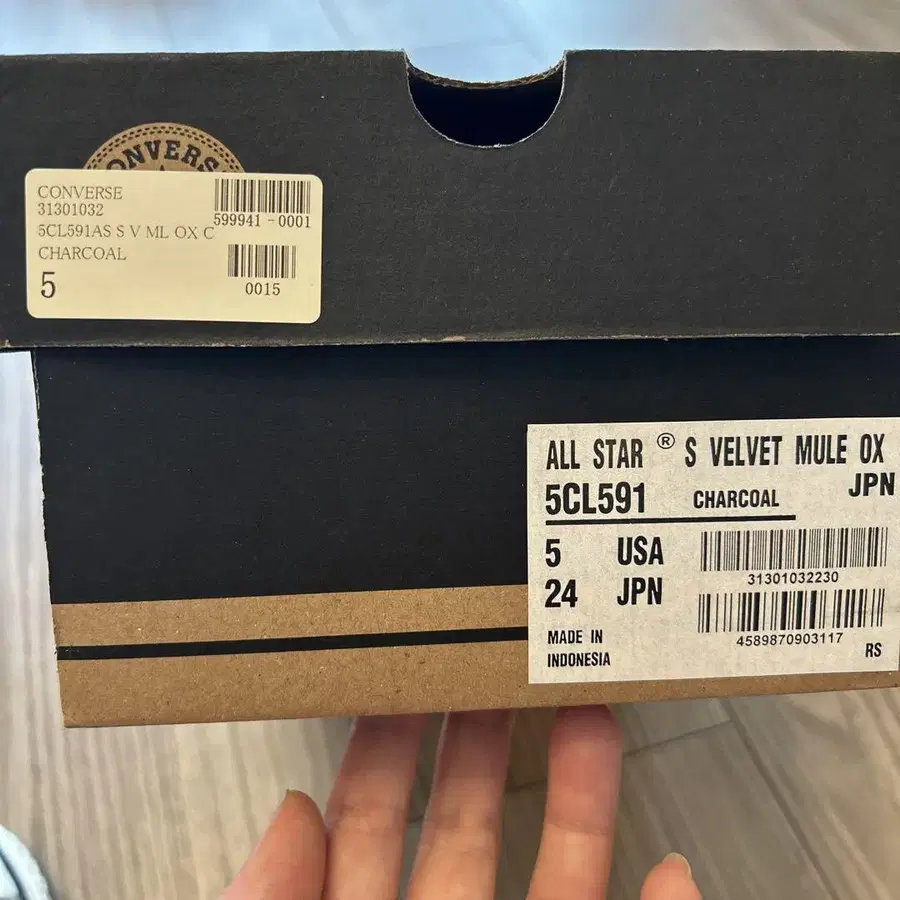 CONVERSE
CONVERSE
31301032
599941-0001
5CL591AS S V ML OX C
CHARCOAL
5
0015
ALL STAR ® S VELVET MULE OX
5CL591 CHARCOAL JPN
5 USA
24 JPN
31301032230
4589870903117
MADE IN
INDONESIA
RS